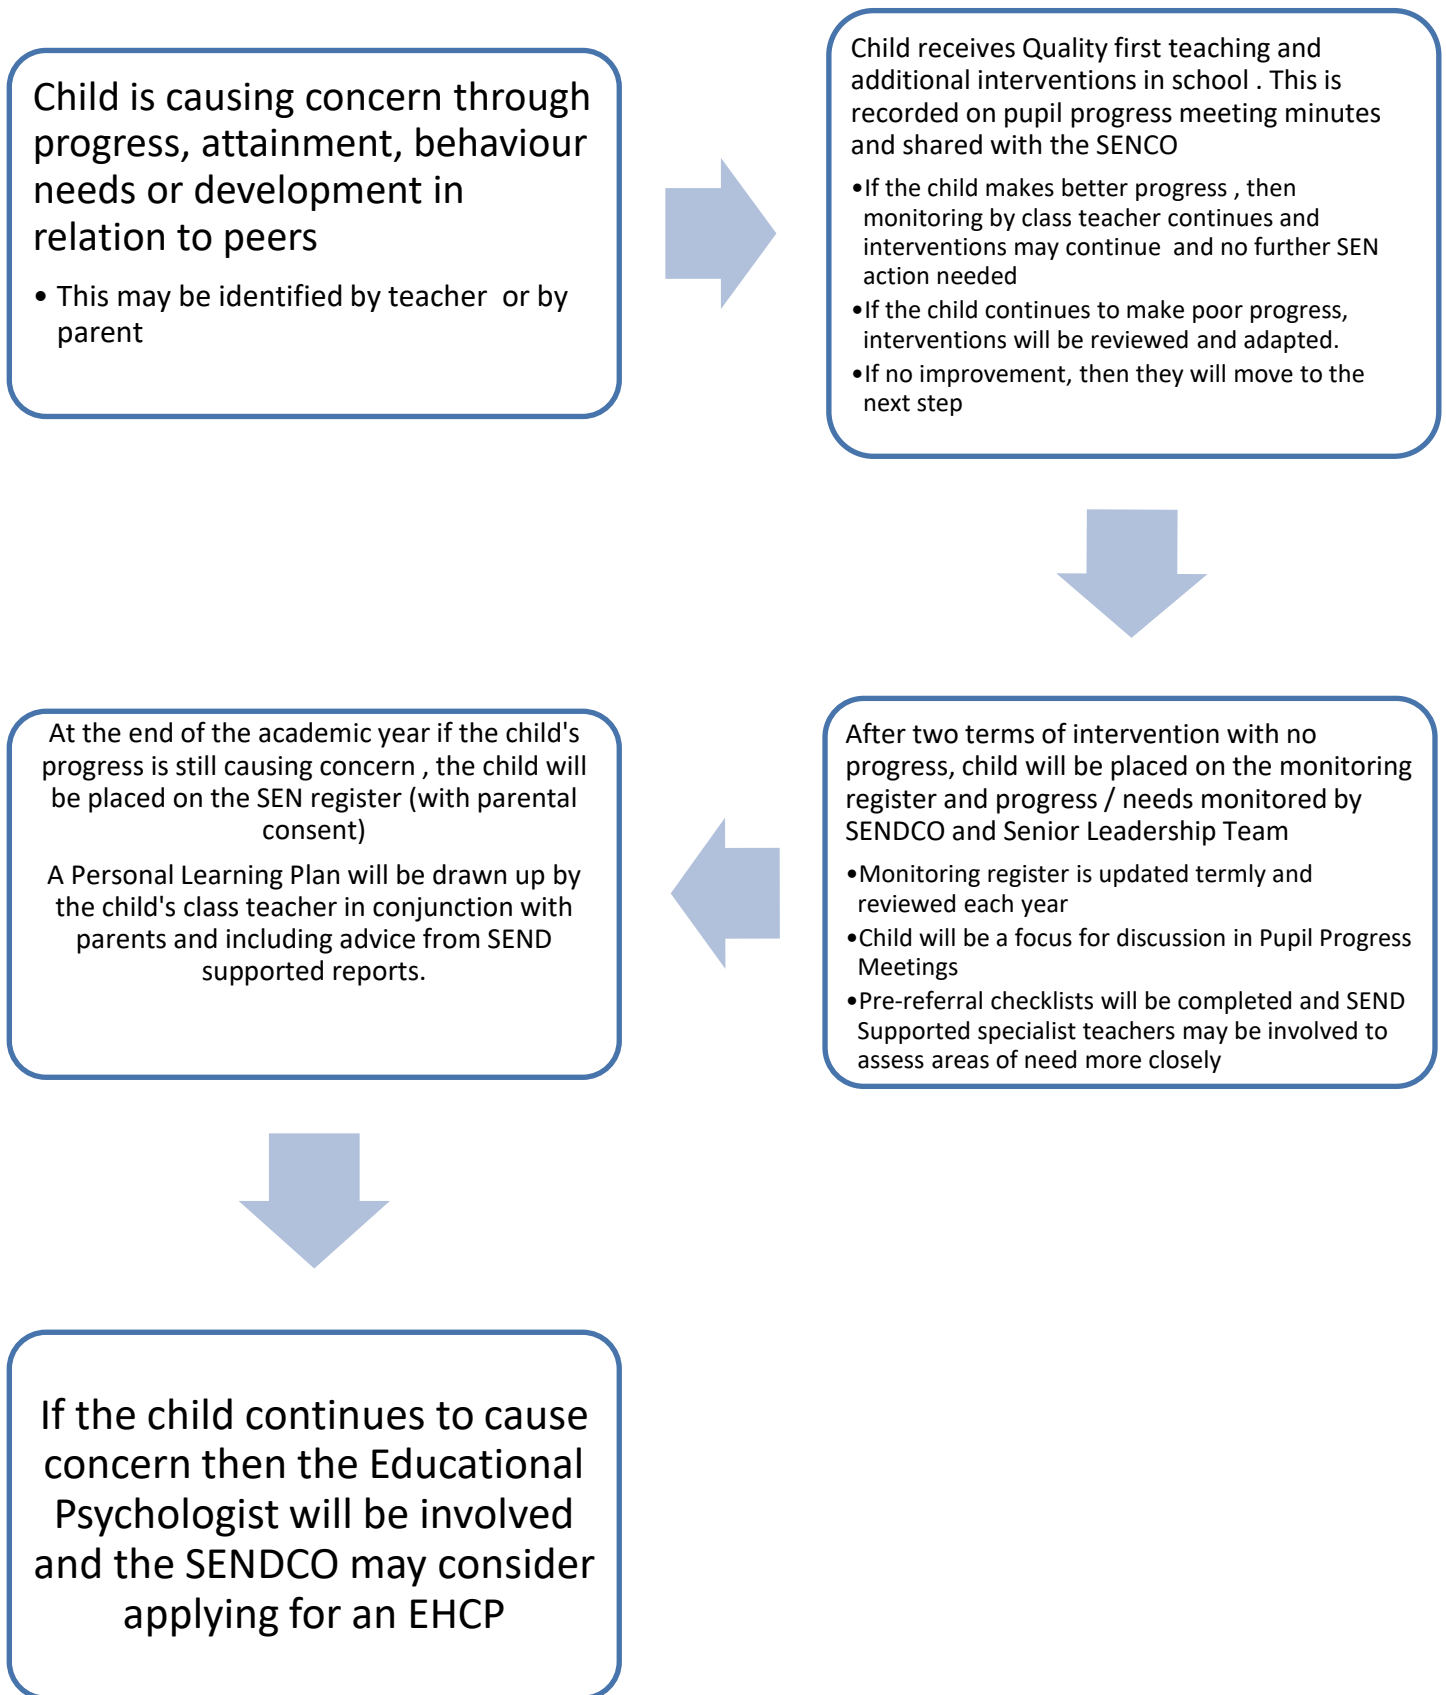 Child is causing concern through
progress, attainment, behaviour
needs or development in
relation to peers
• This may be identified by teacher or by
parent
Child receives Quality first teaching and
additional interventions in school . This is
recorded on pupil progress meeting minutes
and shared with the SENCO
•If the child makes better progress , then
monitoring by class teacher continues and
interventions may continue and no further SEN
action needed
•If the child continues to make poor progress,
interventions will be reviewed and adapted.
•If no improvement, then they will move to the
next step
After two terms of intervention with no
progress, child will be placed on the monitoring
register and progress / needs monitored by
SENDCO and Senior Leadership Team
•Monitoring register is updated termly and
reviewed each year
•Child will be a focus for discussion in Pupil Progress
Meetings
•Pre-referral checklists will be completed and SEND
Supported specialist teachers may be involved to
assess areas of need more closely
At the end of the academic year if the child's
progress is still causing concern , the child will
be placed on the SEN register (with parental
consent)
A Personal Learning Plan will be drawn up by
the child's class teacher in conjunction with
parents and including advice from SEND
supported reports.
If the child continues to cause
concern then the Educational
Psychologist will be involved
and the SENDCO may consider
applying for an EHCP